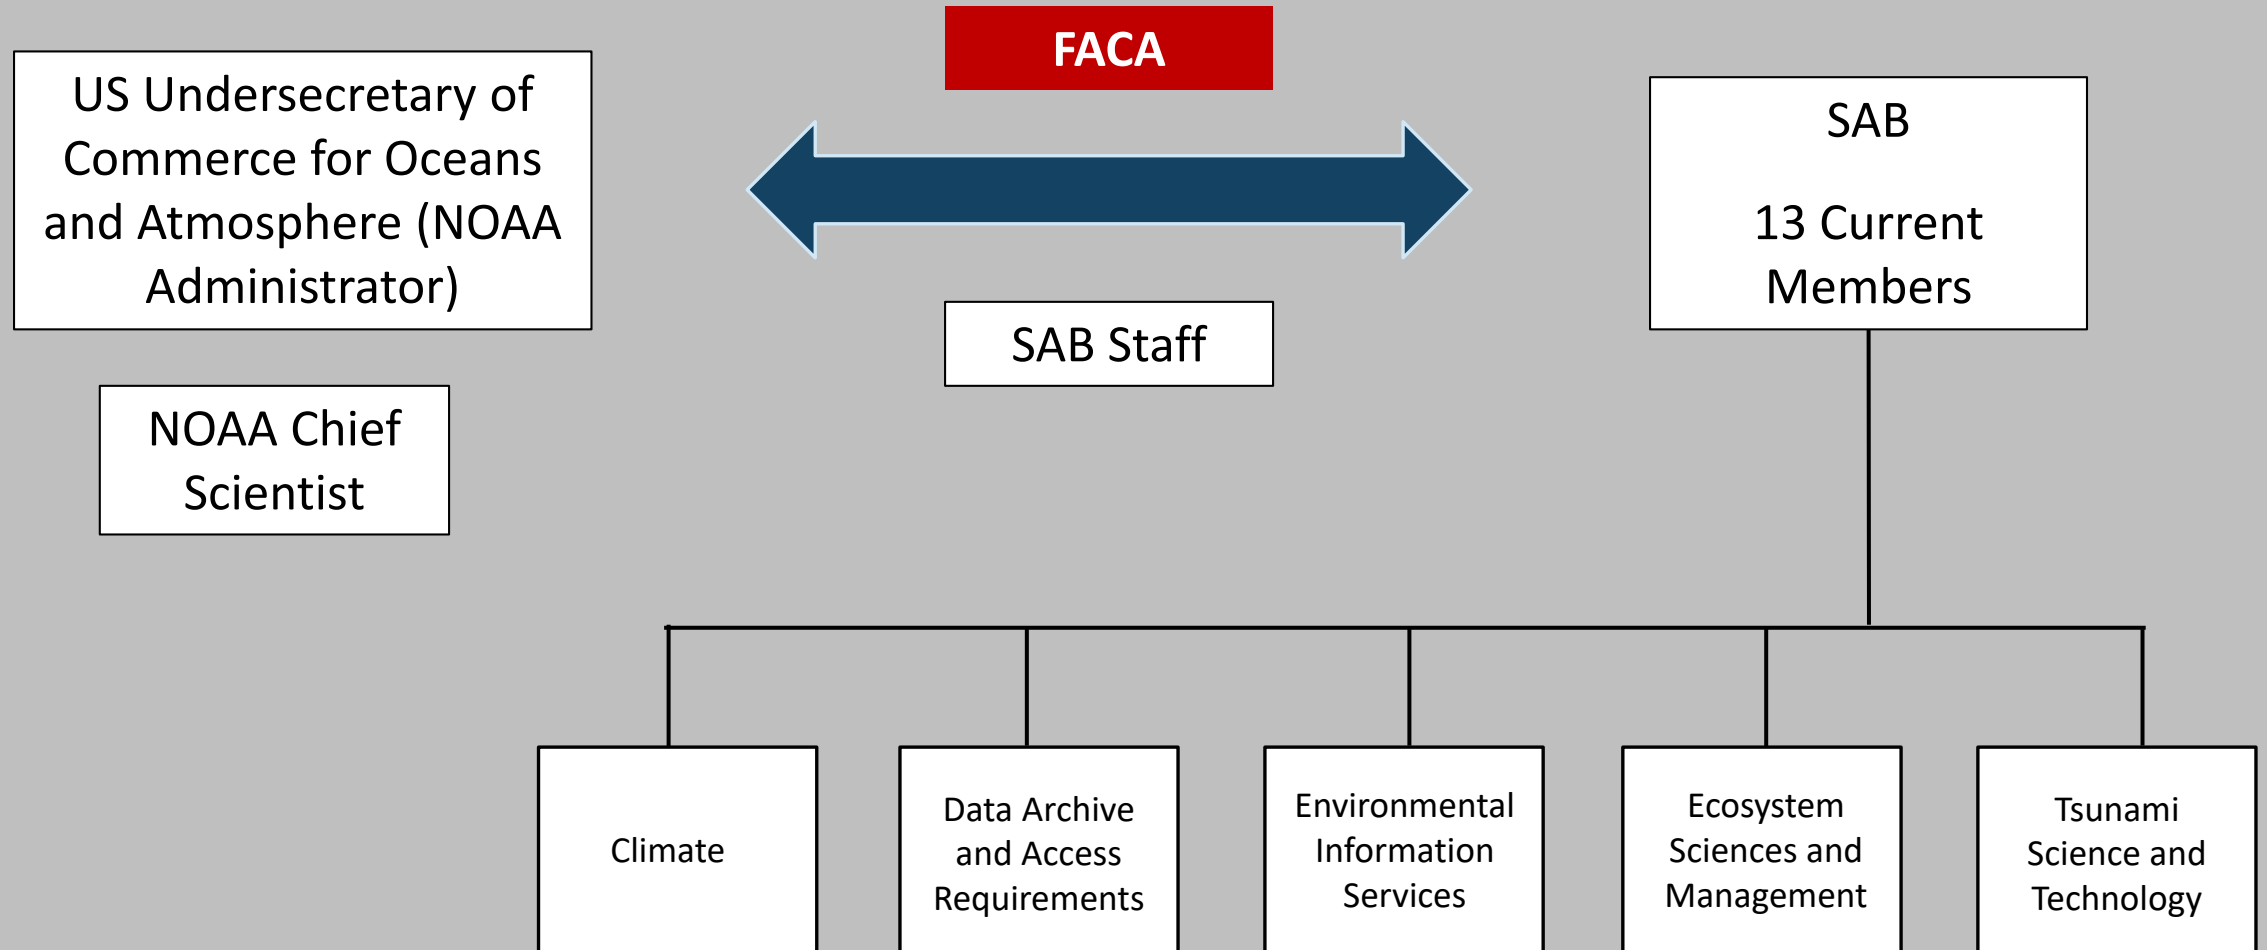 FACA
US Undersecretary of
Commerce for Oceans
and Atmosphere (NOAA
Administrator)
SAB
13 Current
Members
SAB Staff
NOAA Chief
Scientist
Climate
Data Archive
and Access
Requirements
Environmental
Information
Services
Ecosystem
Sciences and
Management
Tsunami
Science and
Technology